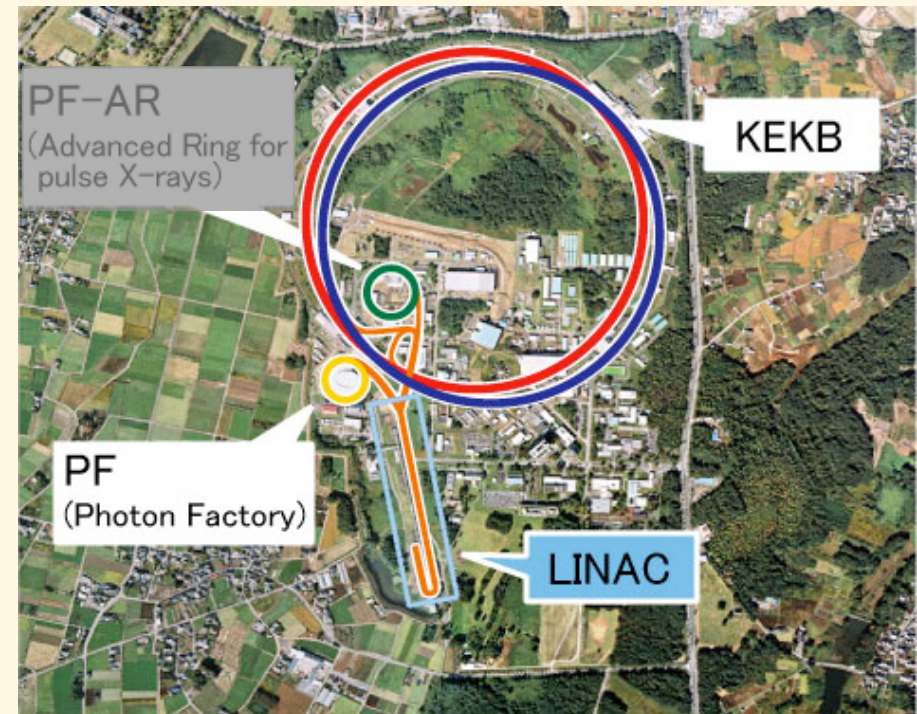 PF-AR
(Advanced Ring for
pulse X-rays)
KEKB
PF
(Photon Factory)
LINAC